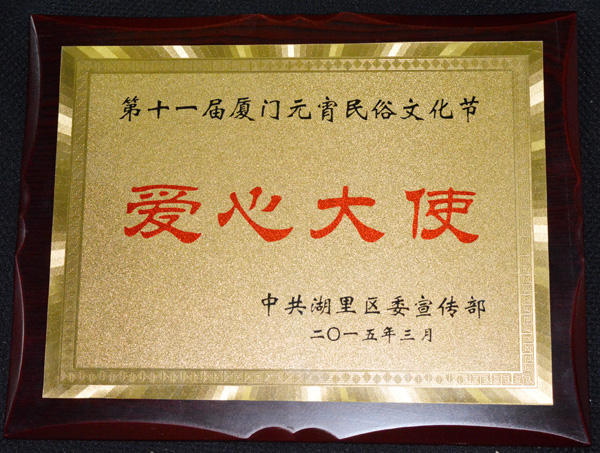 第十一届厦门元宵民俗文化节
爱心大使
中共湖里区委宣传部
二〇一五年三月